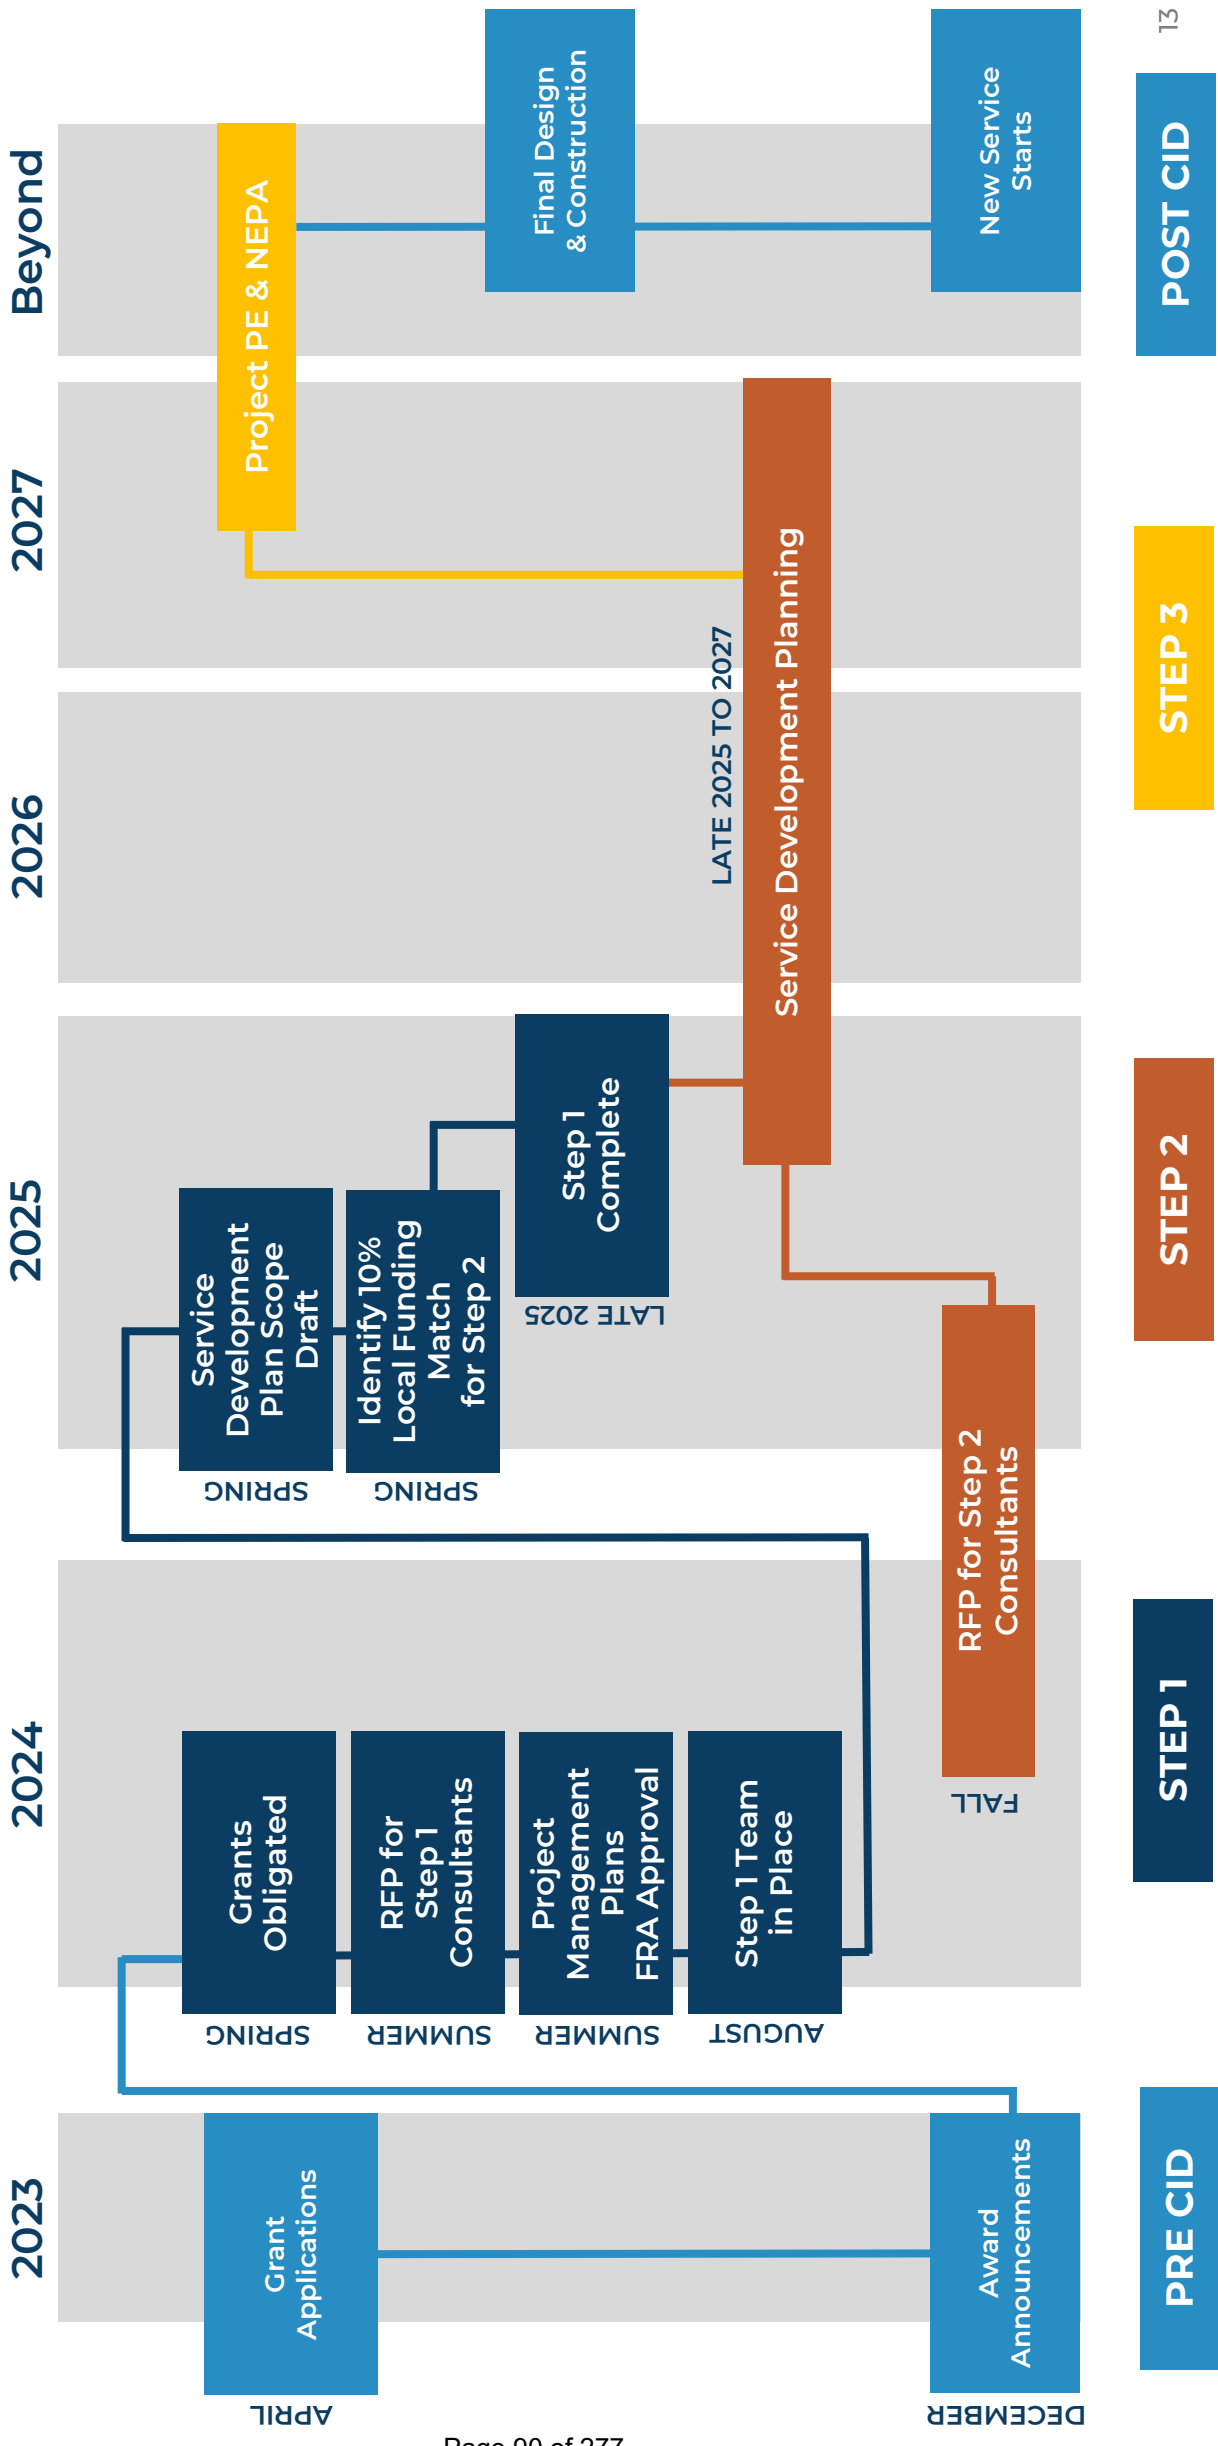 2023
2024
2025
2026
2027
Beyond
APRIL
Grant
Applications
DECEMBER
Award
Announcements
SPRING
Grants
Obligated
SUMMER
RFP for
Step 1
Consultants
SUMMER
Project
Management
Plans
FRA Approval
AUGUST
Step 1 Team
in Place
FALL
RFP for Step 2
Consultants
SPRING
Service
Development
Plan Scope
Draft
SPRING
Identify 10%
Local Funding
Match
for Step 2
LATE 2025
Step 1
Complete
LATE 2025 TO 2027
Service Development Planning
Project PE & NEPA
Final Design
& Construction
New Service
Starts
PRE CID
STEP 1
STEP 2
STEP 3
POST CID
13
Page 90 of 277